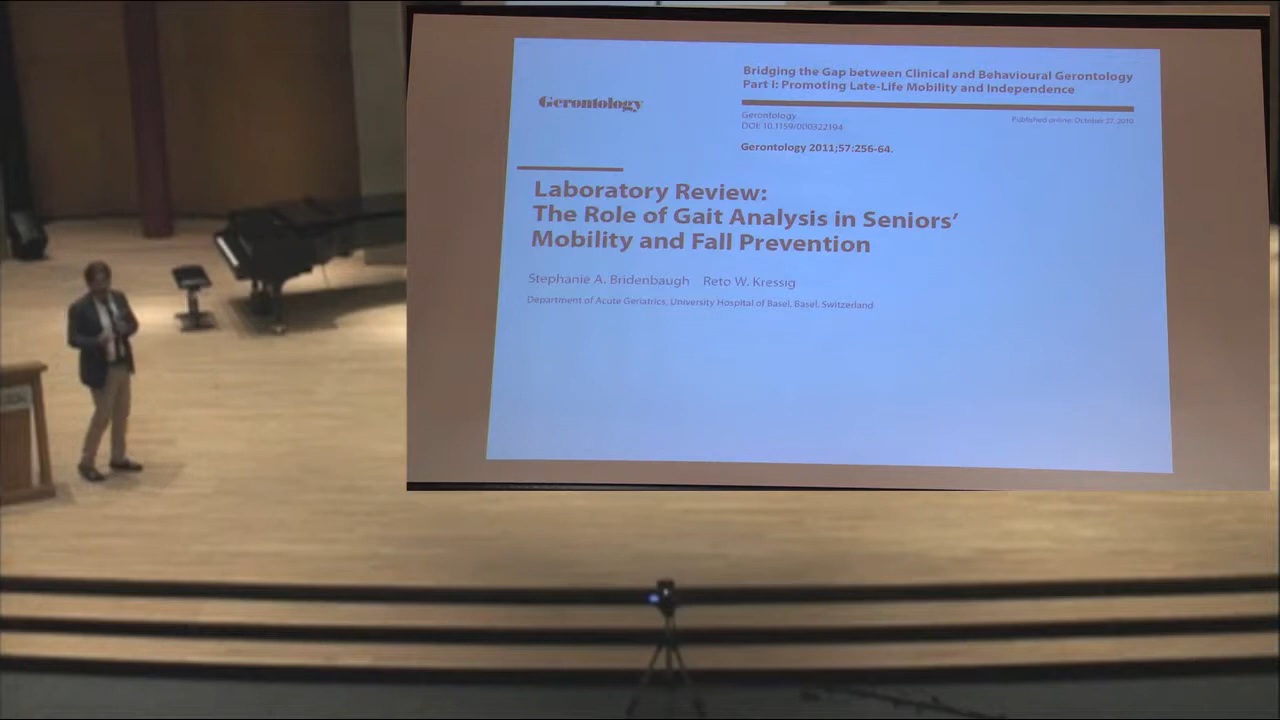 Bridging the Gap between Clinical and Behavioural Gerontology
Part I: Promoting Late-Life Mobility and Independence
Gerontology
Gerontology
DOI: 10.1159/000322194
Published online: October 27, 2010
Gerontology 2011;57:256-64.
Laboratory Review:
The Role of Gait Analysis in Seniors’
Mobility and Fall Prevention
Stephanie A. Bridenbaugh Reto W. Kressig
Department of Acute Geriatrics, University Hospital of Basel, Basel, Switzerland